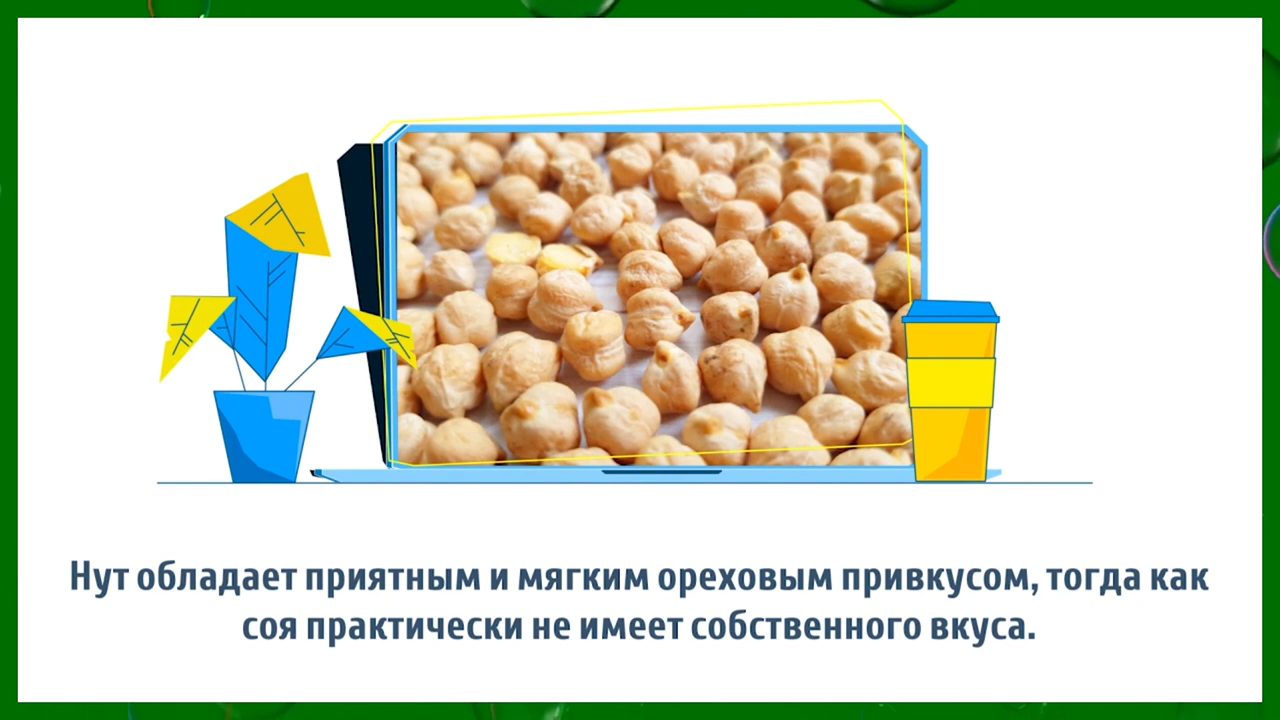 Нут обладает приятным и мягким ореховым привкусом, тогда как
соя практически не имеет собственного вкуса.